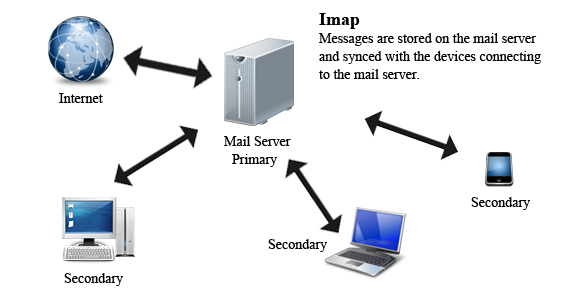 Imap
Messages are stored on the mail server
and synced with the devices connecting
to the mail server.
Internet
Mail Server
Primary
Secondary
Secondary
Secondary